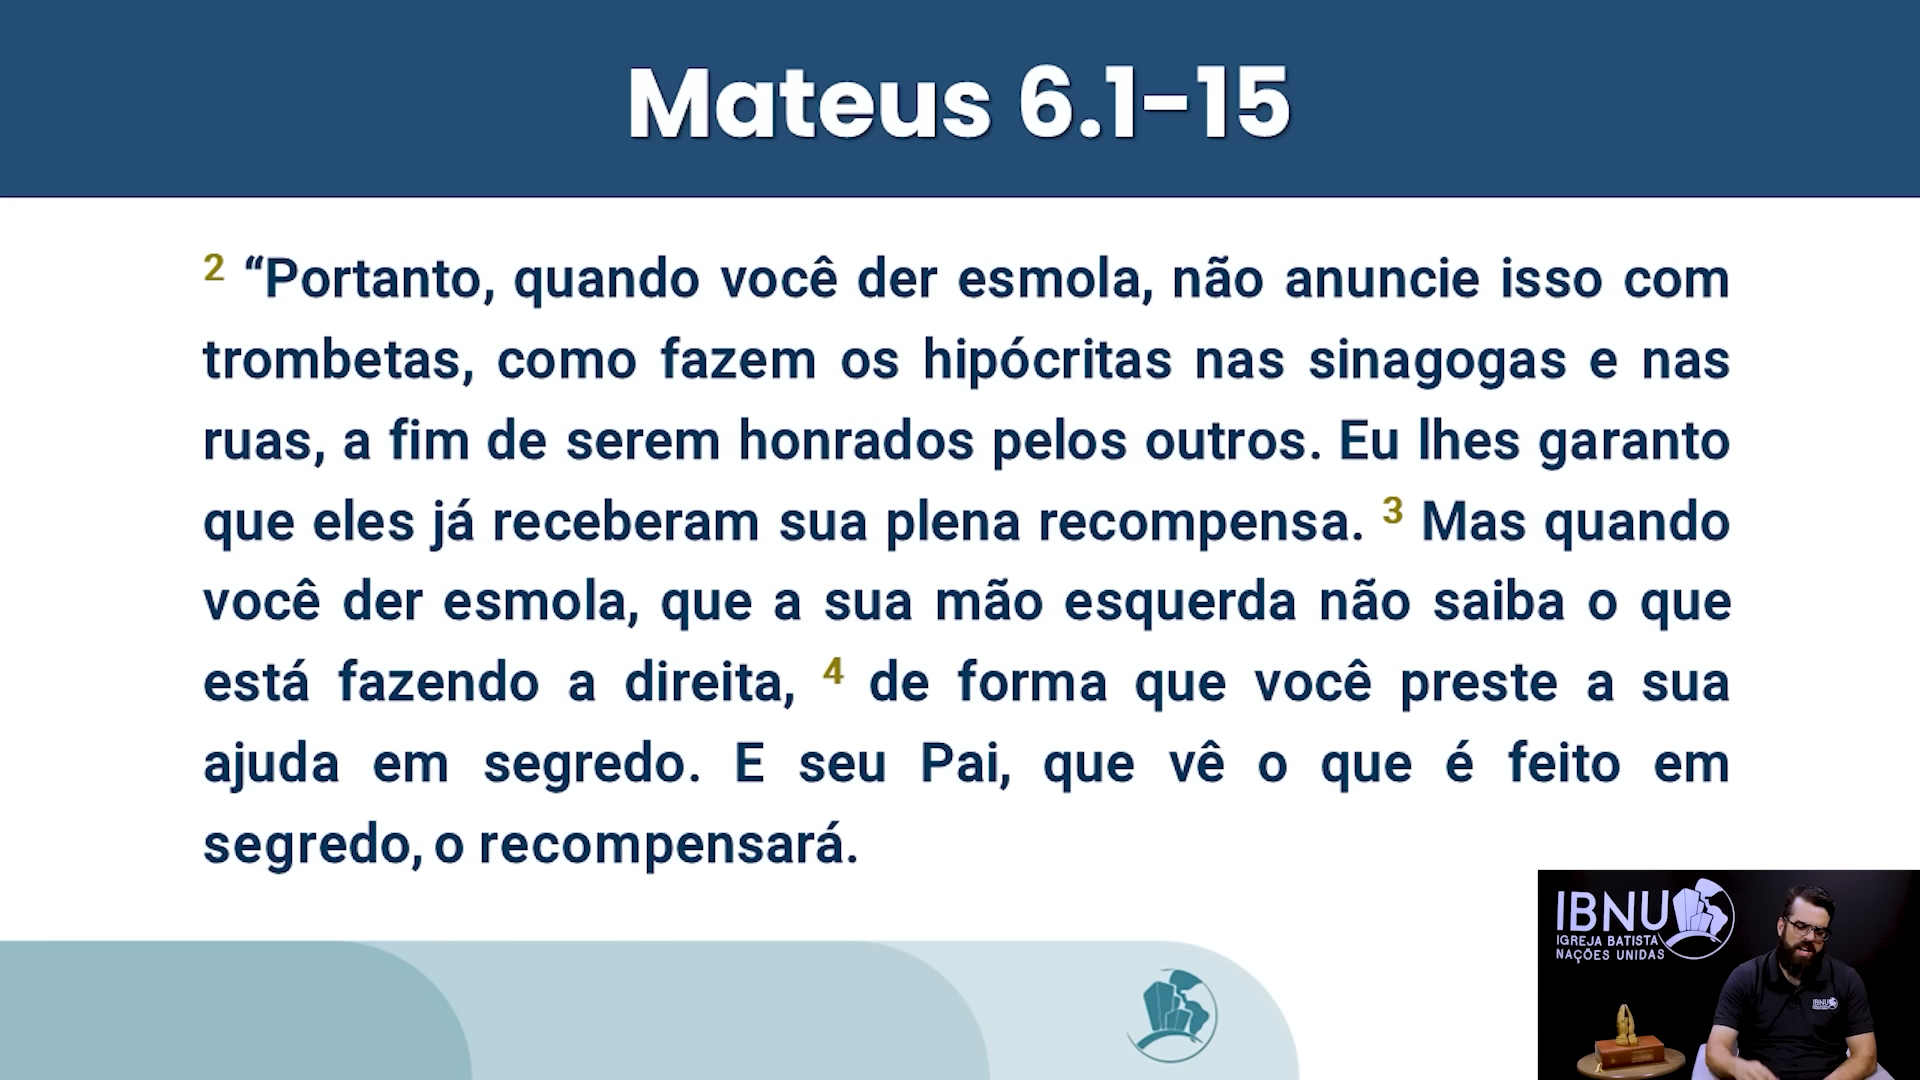 Mateus 6.1-15
2 “Portanto, quando você der esmola, não anuncie isso com
trombetas, como fazem os hipócritas nas sinagogas e nas
ruas, a fim de serem honrados pelos outros. Eu lhes garanto
que eles já receberam sua plena recompensa. 3 Mas quando
você der esmola, que a sua mão esquerda não saiba o que
está fazendo a direita, 4 de forma que você preste a sua
ajuda em segredo. E seu Pai, que vê o que é feito em
segredo, o recompensará.
IBNU
IGREJA BATISTA
NAÇÕES UNIDAS
IBNU